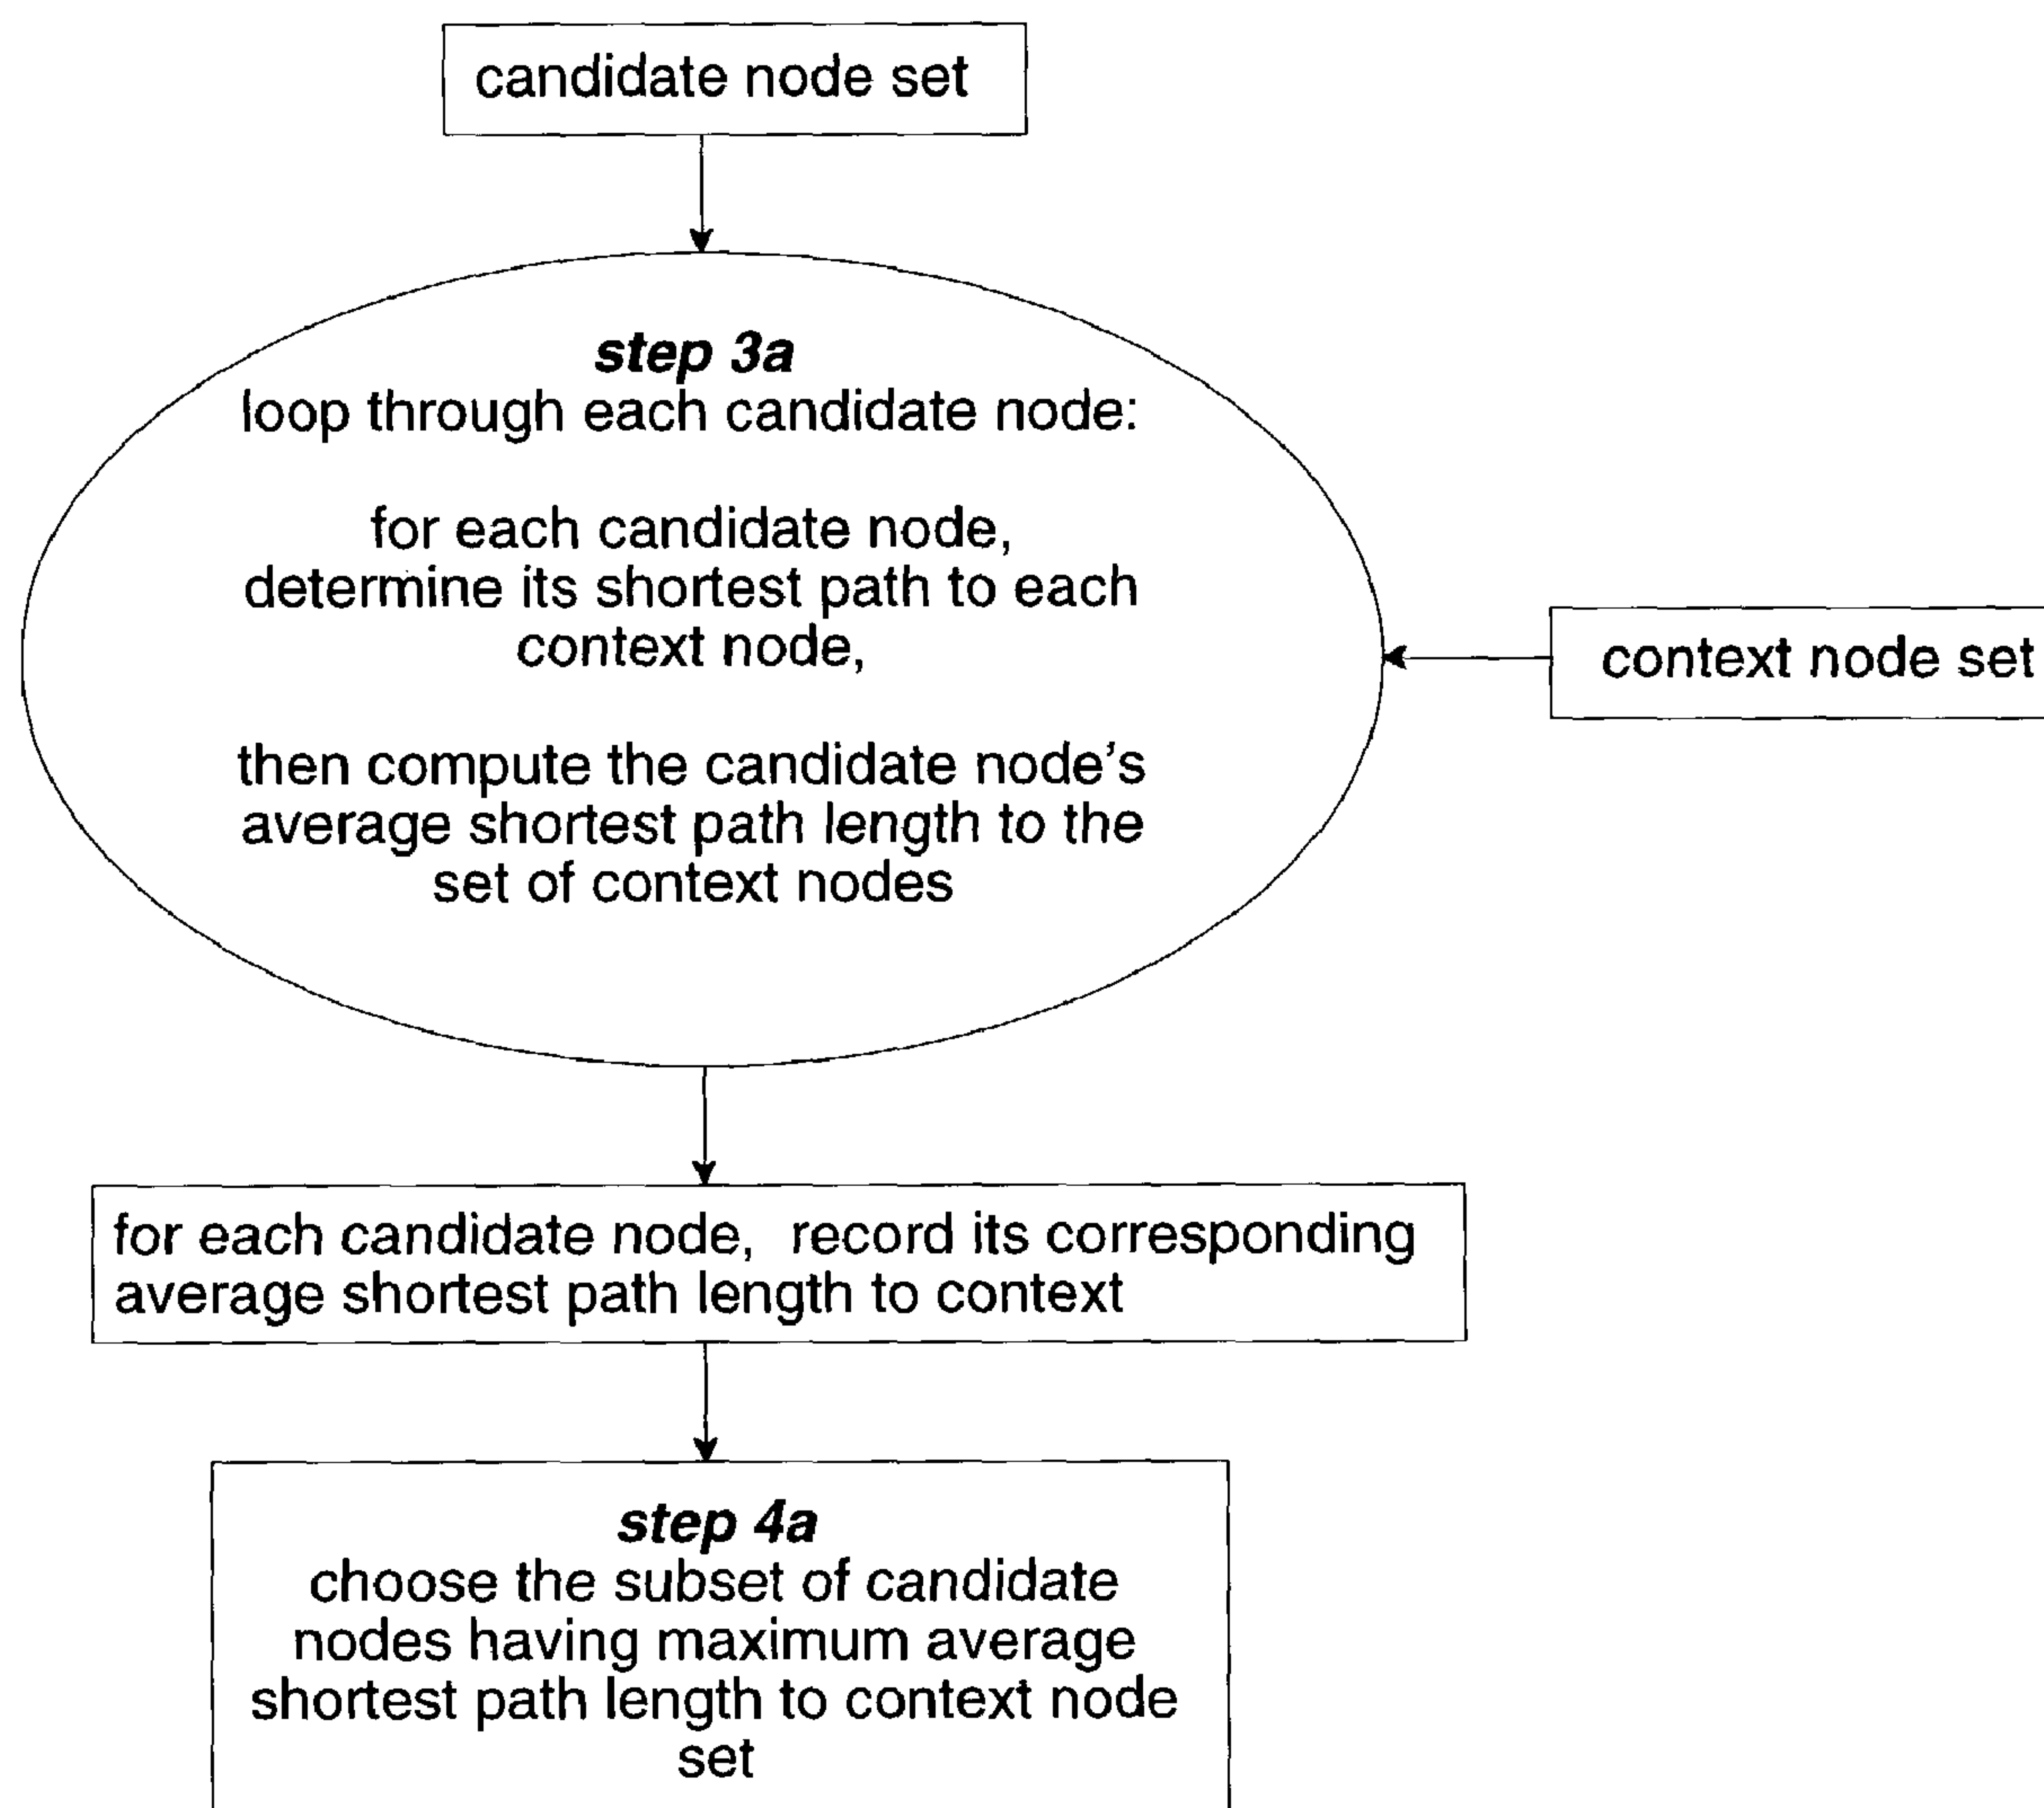 candidate node set
step 3a
loop through each candidate node:
for each candidate node,
determine its shortest path to each
context node,
then compute the candidate node's
average shortest path length to the
set of context nodes
context node set
for each candidate node, record its corresponding
average shortest path length to context
step 4a
choose the subset of candidate
nodes having maximum average
shortest path length to context node
set